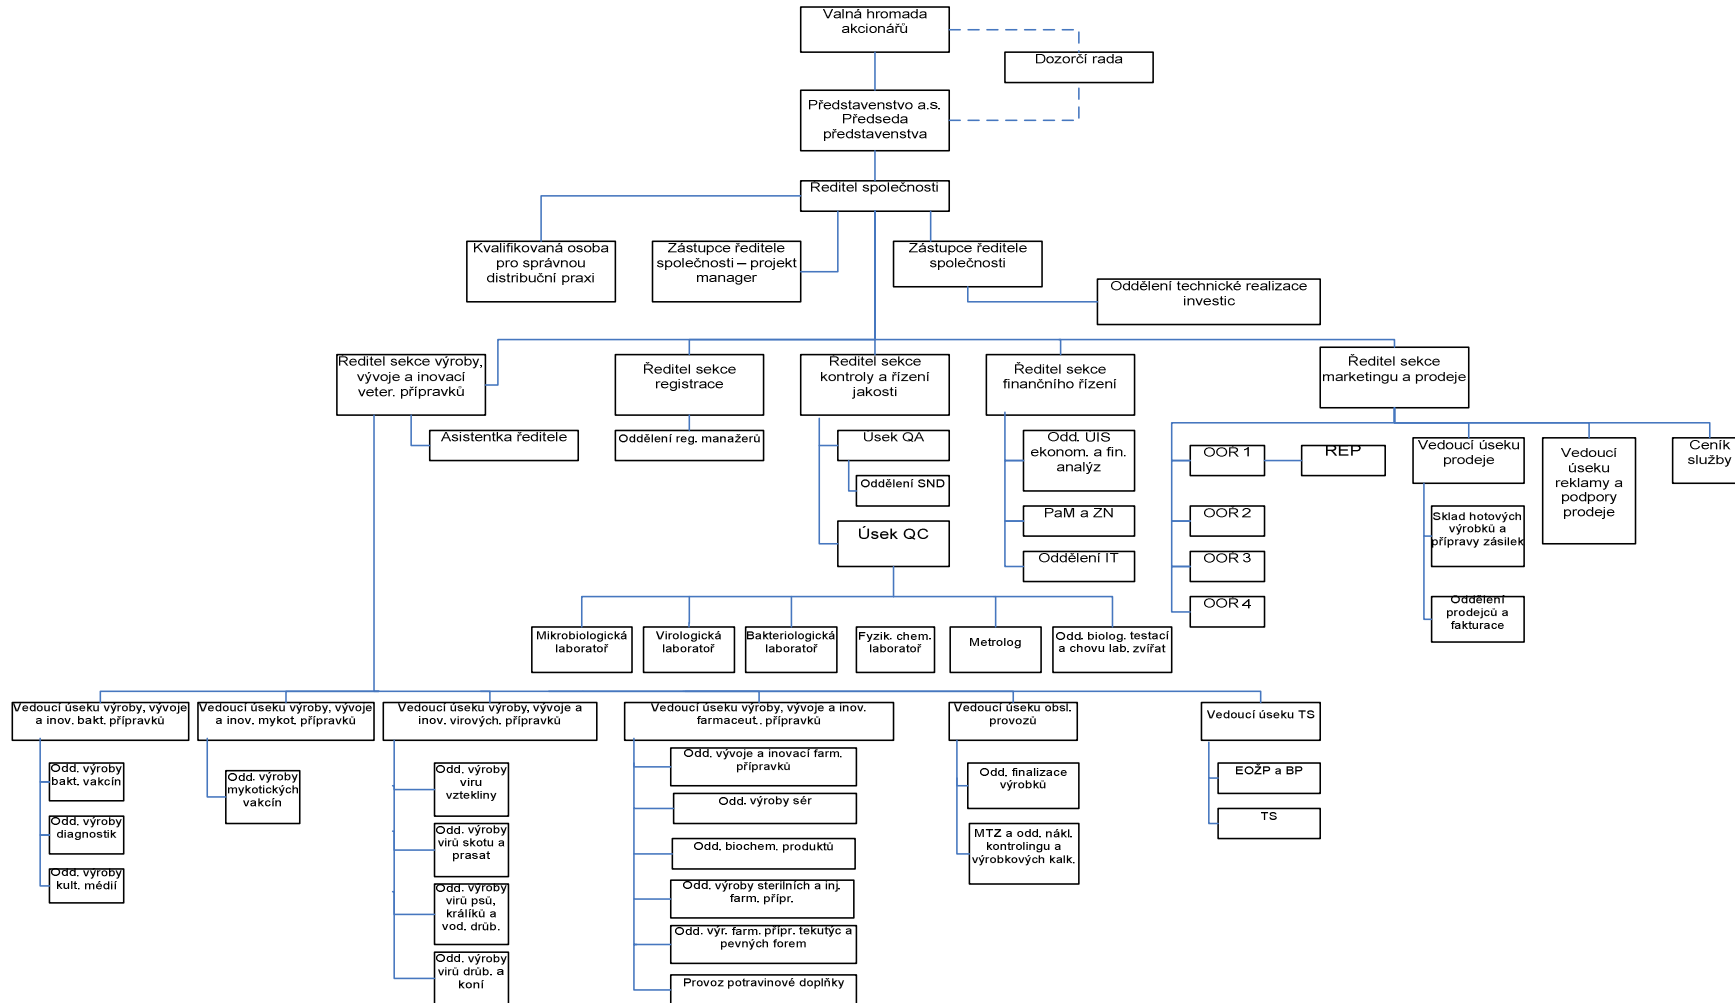 Valná hromada
akcionářů
Dozorčí rada
Představenstvo a.s.
Předseda
představenstva
Ředitel společnosti
Kvalifikovaná osoba
pro správnou
distribuční praxi
Zástupce ředitele
společnosti – projekt
manager
Zástupce ředitele
společnosti
Oddělení technické realizace
investic
Ředitel sekce výroby,
vývoje a inovací
veter. přípravků
Ředitel sekce
registrace
Ředitel sekce
kontroly a řízení
jakosti
Ředitel sekce
finančního řízení
Ředitel sekce
marketingu a prodeje
Asistentka ředitele
Oddělení reg. manažerů
Úsek QA
Oddělení SND
Úsek QC
Odd. UIS
ekonom. a fin.
analýz
PaM a ZN
Oddělení IT
OOŘ 1
REP
OOŘ 2
OOŘ 3
OOŘ 4
Vedoucí úseku
prodeje
Sklad hotových
výrobků a
přípravy zásilek
Oddělení
prodejců a
fakturace
Vedoucí
úseku
reklamy a
podpory
prodeje
Ceník
služby
Mikrobiologická
laboratoř
Virologická
laboratoř
Bakteriologická
laboratoř
Fyzik. chem.
laboratoř
Metrolog
Odd. biolog. testací
a chovu lab. zvířat
Vedoucí úseku výroby, vývoje
a inov. bakt. přípravků
Vedoucí úseku výroby, vývoje
a inov. mykot. přípravků
Vedoucí úseku výroby, vývoje a
inov. virových. přípravků
Vedoucí úseku výroby, vývoje a inov.
farmaceut.. přípravků
Vedoucí úseku obsl.
provozů
Vedoucí úseku TS
Odd. výroby
bakt. vakcín
Odd. výroby
diagnostik
Odd. výroby
kult. médií
Odd. výroby
mykotických
vakcín
Odd. výroby
viru
vztekliny
Odd. výroby
virů skotu a
prasat
Odd. výroby
virů psů,
králíků a
vod. drůb.
Odd. výroby
virů drůb. a
koní
Odd. vývoje a inovací farm.
přípravků
Odd. výroby sér
Odd. biochem. produktů
Odd. výroby sterilních a inj.
farm. přípr.
Odd. výr. farm. přípr. tekutýc a
pevných forem
Provoz potravinové doplňky
Odd. finalizace
výrobků
MTZ a odd. nákl.
kontrolingu a
výrobkových kalk.
EOŽP a BP
TS